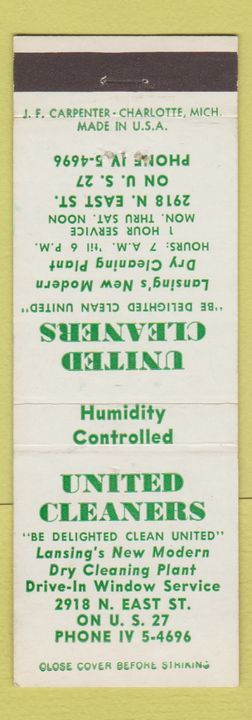 J. F. CARPENTER - CHARLOTTE, MICH.
MADE IN U.S.A.
UNITED
CLEANERS
"BE DELIGHTED CLEAN UNITED"
Lansing's New Modern
Dry Cleaning Plant
HOURS: 7 A.M. 'til 6 P.M.
1 HOUR SERVICE
MON. THRU SAT. NOON
2918 N. EAST ST.
ON U. S. 27
PHONE IV 5-4696
Humidity
Controlled
UNITED
CLEANERS
"BE DELIGHTED CLEAN UNITED"
Lansing's New Modern
Dry Cleaning Plant
Drive-In Window Service
2918 N. EAST ST.
ON U. S. 27
PHONE IV 5-4696
CLOSE COVER BEFORE STRIKING